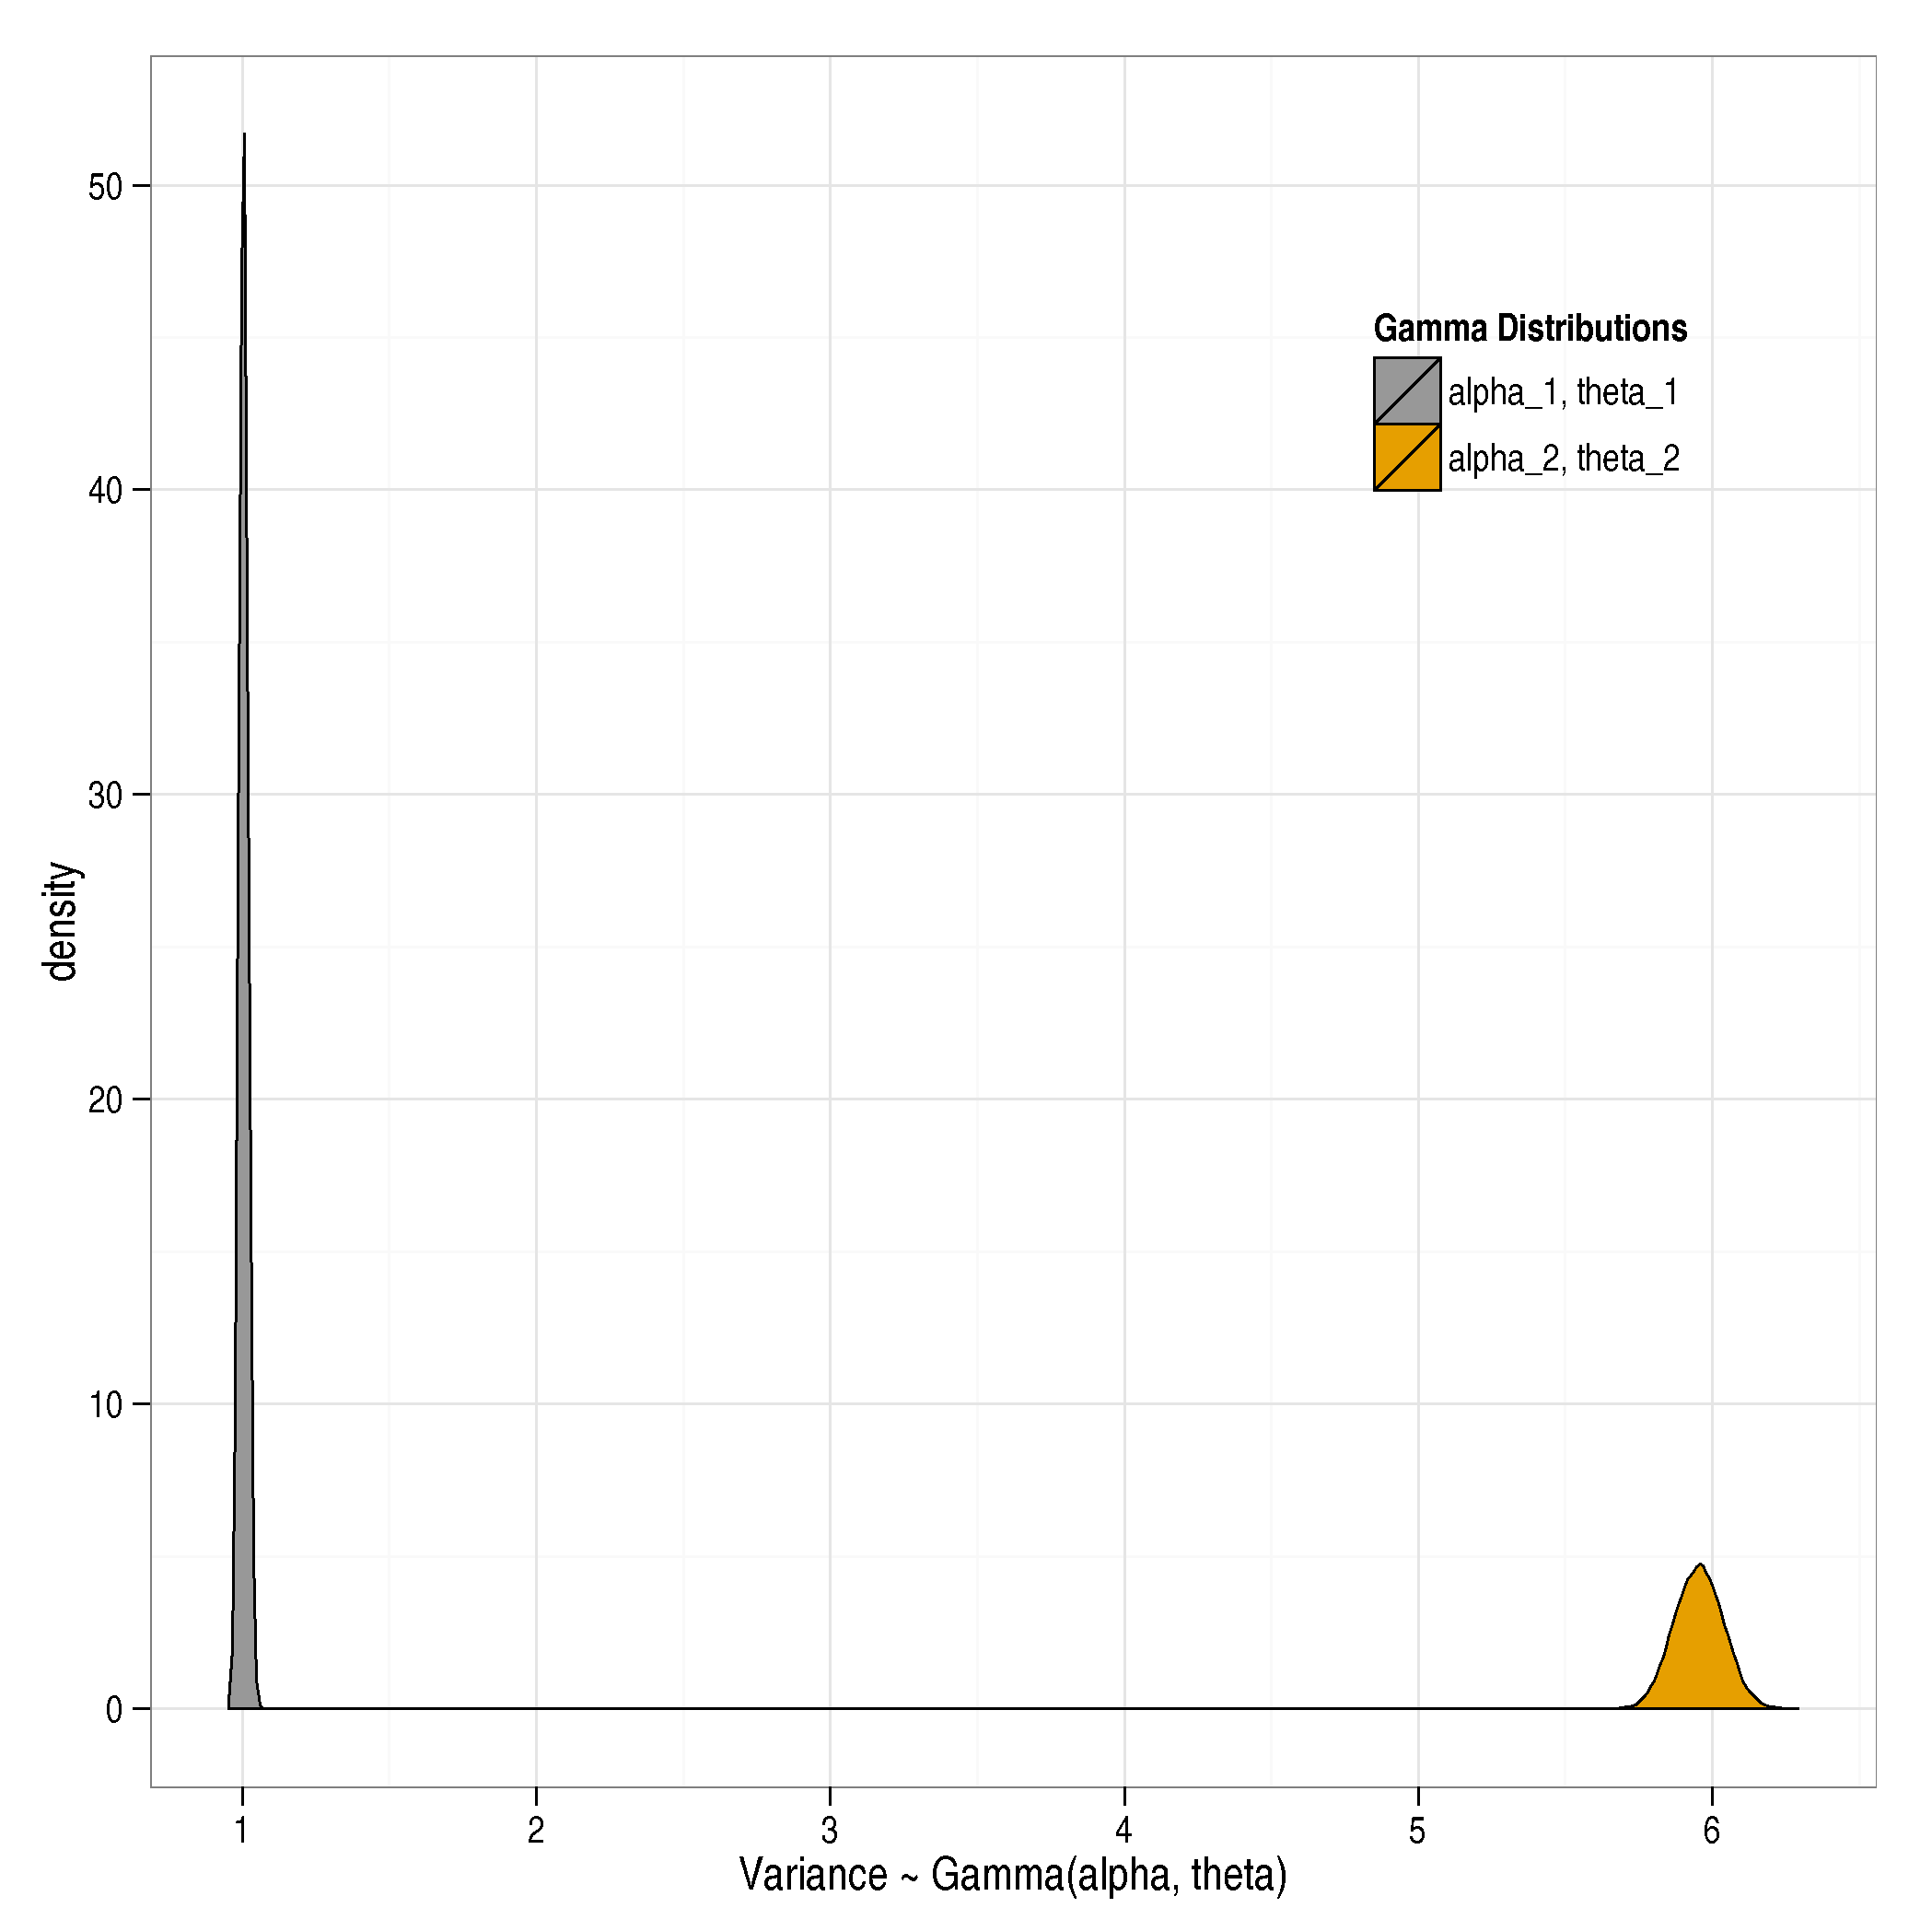 50
40
30
20
10
0
density
Gamma Distributions
alpha_1, theta_1
alpha_2, theta_2
1 2 3 4 5 6
Variance ~ Gamma(alpha, theta)